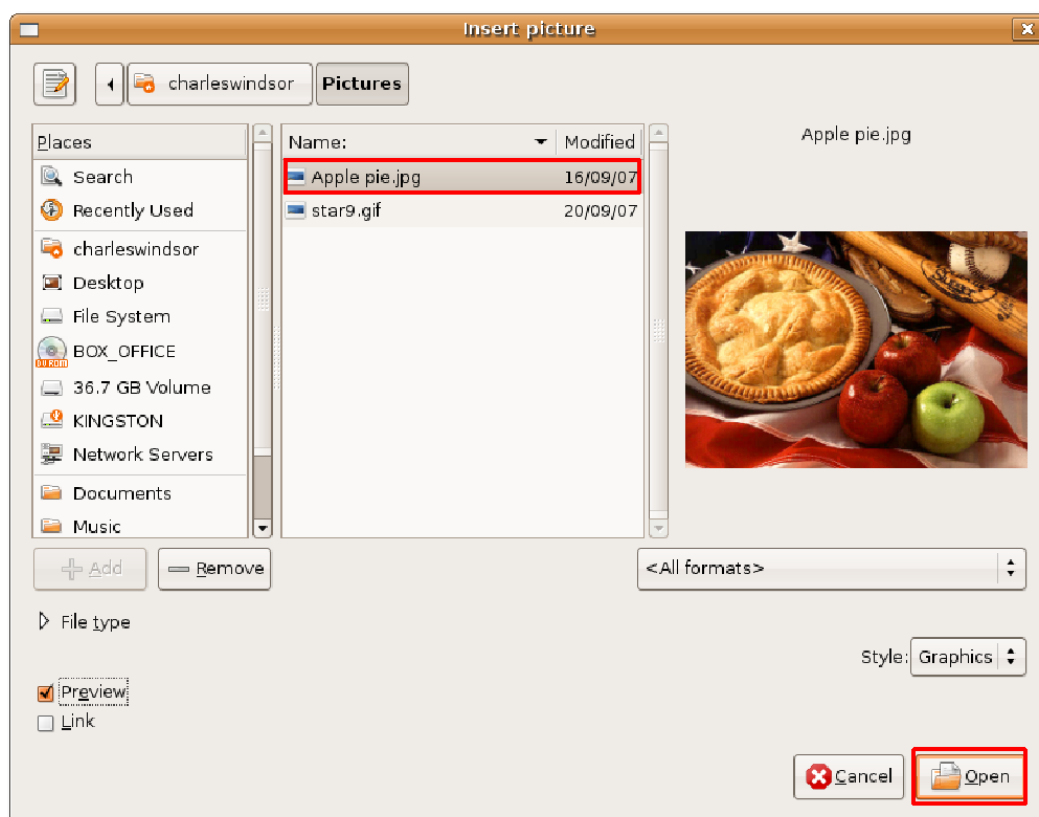 Insert picture
charleswindsor Pictures
Places
Search
Recently Used
charleswindsor
Desktop
File System
BOX_OFFICE
36.7 GB Volume
KINGSTON
Network Servers
Documents
Music
Name: Modified
Apple pie.jpg 16/09/07
star9.gif 20/09/07
Apple pie.jpg
Add Remove
<All formats>
File type
Style: Graphics
Preview
Link
Cancel Open